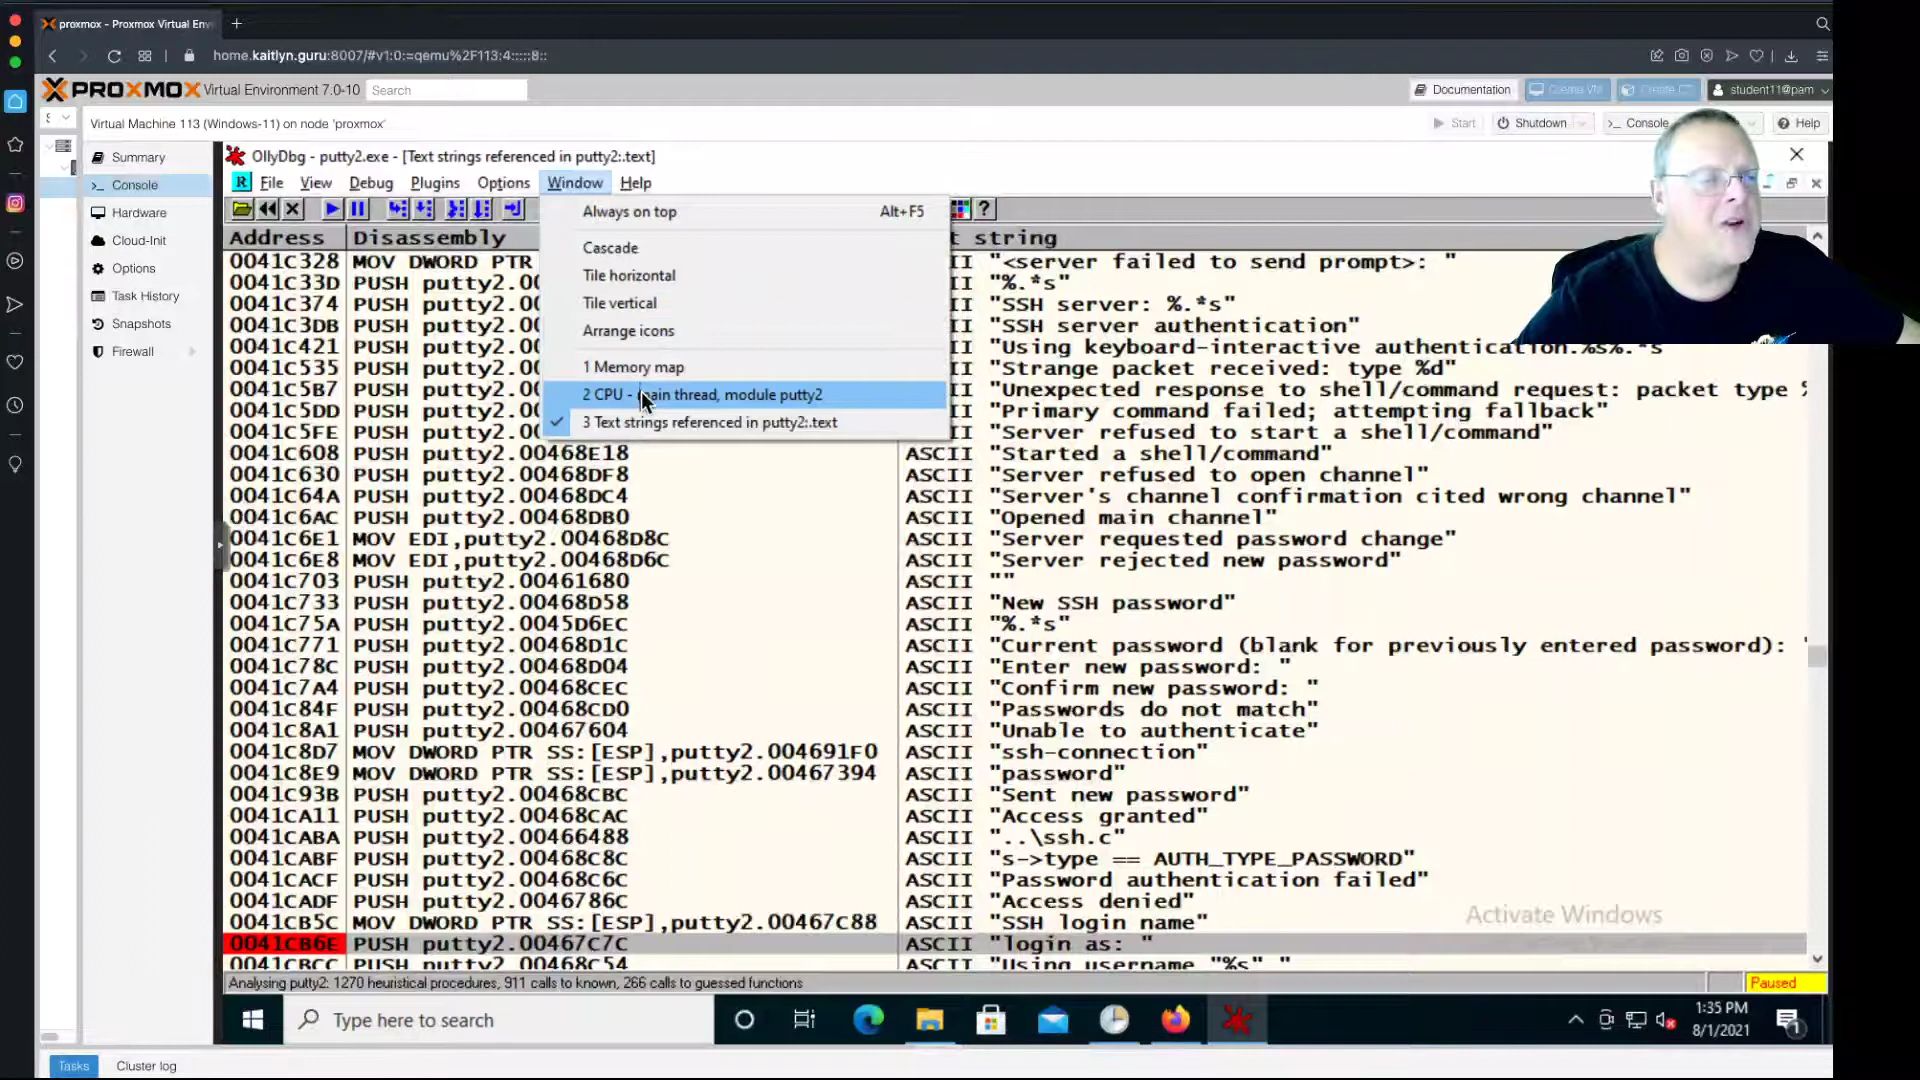 proxmox - Proxmox Virtual Env
home.kaitlyn.guru:8007/#v1:0:=qemu%2F113:4:::::8::
PROXMOX Virtual Environment 7.0-10 Search Documentation Create VM Create CT student11@pam
Virtual Machine 113 (Windows-11) on node 'proxmox' Start Shutdown Console Help
Summary
Console
Hardware
Cloud-Init
Options
Task History
Snapshots
Firewall
OllyDbg - putty2.exe - [Text strings referenced in putty2:.text]
File View Debug Plugins Options Window Help
Always on top Alt+F5
Cascade
Tile horizontal
Tile vertical
Arrange icons
1 Memory map
2 CPU - main thread, module putty2
3 Text strings referenced in putty2:.text
Address Disassembly t string
0041C328 MOV DWORD PTR "<server failed to send prompt>: "
0041C33D PUSH putty2.00 "%.*s"
0041C374 PUSH putty2.00 "SSH server: %.*s"
0041C3DB PUSH putty2.00 "SSH server authentication"
0041C421 PUSH putty2.00 "Using keyboard-interactive authentication.%s%.*s
0041C535 PUSH putty2.00 "Strange packet received: type %d"
0041C5B7 PUSH putty2.00 "Unexpected response to shell/command request: packet type %
0041C5DD PUSH putty2.00 "Primary command failed; attempting fallback"
0041C5FE PUSH putty2.00 "Server refused to start a shell/command"
0041C608 PUSH putty2.00468E18 ASCII "Started a shell/command"
0041C630 PUSH putty2.00468DF8 ASCII "Server refused to open channel"
0041C64A PUSH putty2.00468DC4 ASCII "Server's channel confirmation cited wrong channel"
0041C6AC PUSH putty2.00468DB0 ASCII "Opened main channel"
0041C6E1 MOV EDI,putty2.00468D8C ASCII "Server requested password change"
0041C6E8 MOV EDI,putty2.00468D6C ASCII "Server rejected new password"
0041C703 PUSH putty2.00461680 ASCII ""
0041C733 PUSH putty2.00468D58 ASCII "New SSH password"
0041C75A PUSH putty2.0045D6EC ASCII "%.*s"
0041C771 PUSH putty2.00468D1C ASCII "Current password (blank for previously entered password): "
0041C78C PUSH putty2.00468D04 ASCII "Enter new password: "
0041C7A4 PUSH putty2.00468CEC ASCII "Confirm new password: "
0041C84F PUSH putty2.00468CD0 ASCII "Passwords do not match"
0041C8A1 PUSH putty2.00467604 ASCII "Unable to authenticate"
0041C8D7 MOV DWORD PTR SS:[ESP],putty2.004691F0 ASCII "ssh-connection"
0041C8E9 MOV DWORD PTR SS:[ESP],putty2.00467394 ASCII "password"
0041C93B PUSH putty2.00468CBC ASCII "Sent new password"
0041CA11 PUSH putty2.00468CAC ASCII "Access granted"
0041CABA PUSH putty2.00466488 ASCII "..\ssh.c"
0041CABF PUSH putty2.00468C8C ASCII "s->type == AUTH_TYPE_PASSWORD"
0041CACF PUSH putty2.00468C6C ASCII "Password authentication failed"
0041CADF PUSH putty2.0046786C ASCII "Access denied"
0041CB5C MOV DWORD PTR SS:[ESP],putty2.00467C88 ASCII "SSH login name"
0041CB6E PUSH putty2.00467C7C ASCII "login as: "
0041CBCC PUSH putty2.00468C54 ASCII "Using username "%s" "
Activate Windows
Analysing putty2: 1270 heuristical procedures, 911 calls to known, 266 calls to guessed functions Paused
Type here to search
1:35 PM
8/1/2021
1
Tasks Cluster log